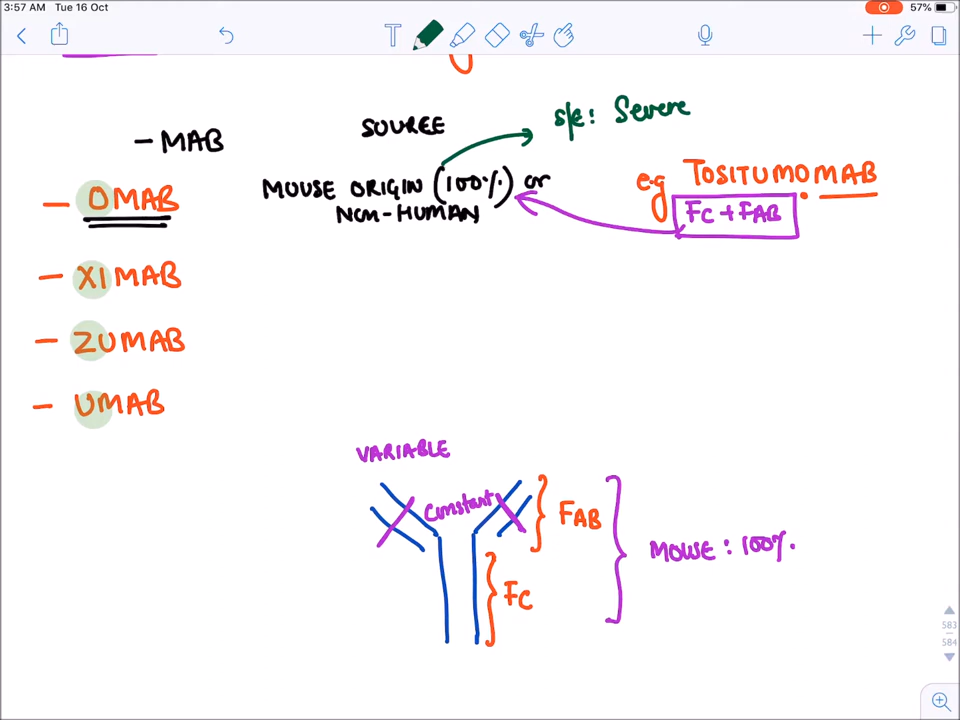 3:57 AM Tue 16 Oct
57%
T
- MAB
SOUREE
s/e: Severe
- OMAB
MOUSE ORIGIN (100%) or
NON-HUMAN
e.g TOSITUMOMAB
FC + FAB
- XIMAB
- ZUMAB
- UMAB
VARIABLE
Constant
FAB
MOUSE : 100%.
FC
583
584